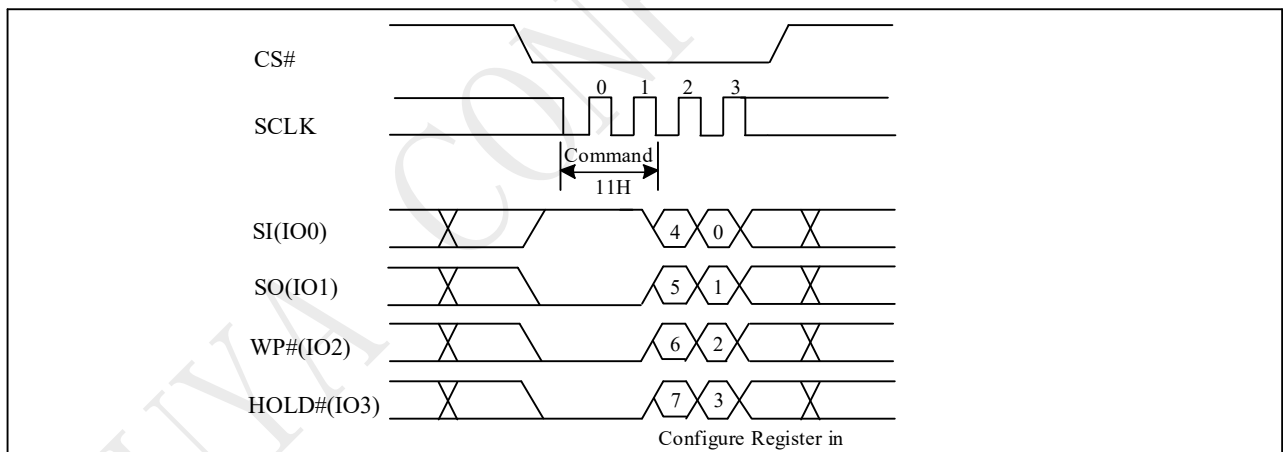 CS#
0 1 2 3
SCLK
Command
11H
SI(IO0) 4 0
SO(IO1) 5 1
WP#(IO2) 6 2
HOLD#(IO3) 7 3
Configure Register in